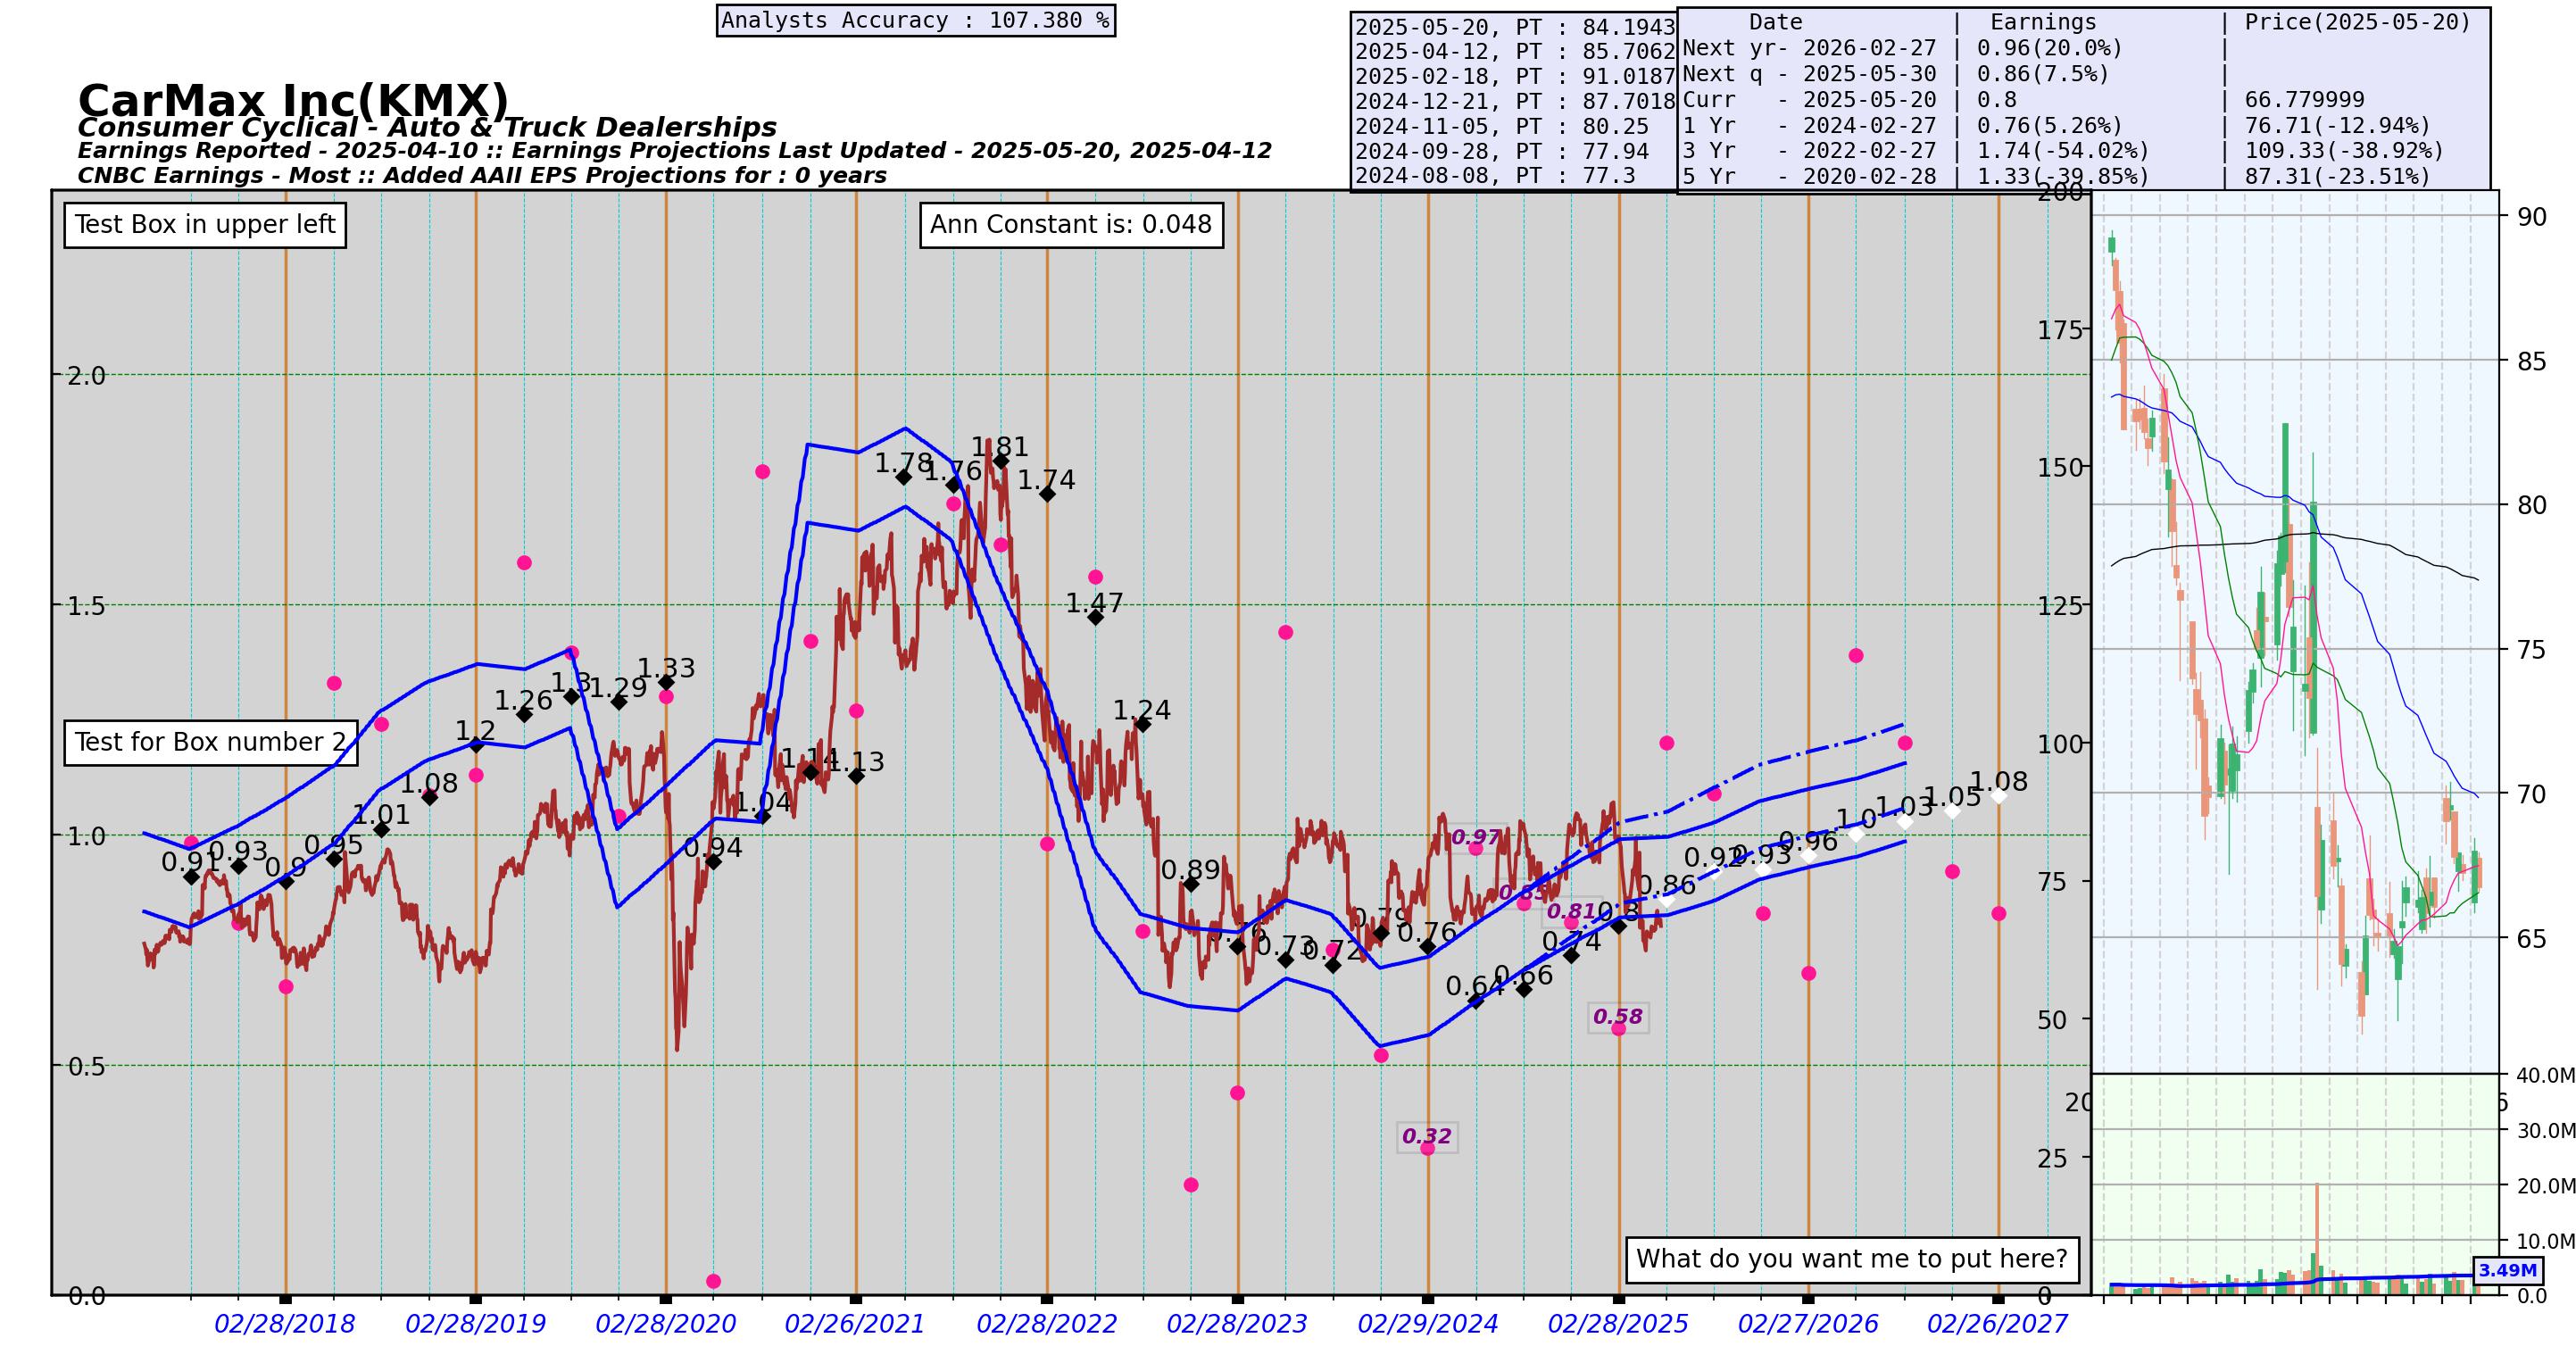 Analysts Accuracy : 107.380 %
2025-05-20, PT : 84.1943
2025-04-12, PT : 85.7062
2025-02-18, PT : 91.0187
2024-12-21, PT : 87.7018
2024-11-05, PT : 80.25
2024-09-28, PT : 77.94
2024-08-08, PT : 77.3
Date | Earnings | Price(2025-05-20)
Next yr- 2026-02-27 | 0.96(20.0%) |
Next q - 2025-05-30 | 0.86(7.5%) |
Curr - 2025-05-20 | 0.8 | 66.779999
1 Yr - 2024-02-27 | 0.76(5.26%) | 76.71(-12.94%)
3 Yr - 2022-02-27 | 1.74(-54.02%) | 109.33(-38.92%)
5 Yr - 2020-02-28 | 1.33(-39.85%) | 87.31(-23.51%)
CarMax Inc(KMX)
Consumer Cyclical - Auto & Truck Dealerships
Earnings Reported - 2025-04-10 :: Earnings Projections Last Updated - 2025-05-20, 2025-04-12
CNBC Earnings - Most :: Added AAII EPS Projections for : 0 years
Test Box in upper left
Ann Constant is: 0.048
Test for Box number 2
What do you want me to put here?
2.0
1.5
1.0
0.5
0.0
0.91
0.93
0.9
0.95
1.01
1.08
1.2
1.26
1.3
1.29
1.33
0.94
1.04
1.14
1.13
1.78
1.76
1.81
1.74
1.47
1.24
0.89
0.73
0.72
0.79
0.76
0.64
0.66
0.74
0.8
0.86
0.92
0.93
0.96
1.0
1.03
1.05
1.08
0.97
0.85
0.81
0.58
0.32
200
175
150
125
100
75
50
25
0
90
85
80
75
70
65
40.0M
30.0M
20.0M
10.0M
3.49M
0.0
02/28/2018
02/28/2019
02/28/2020
02/26/2021
02/28/2022
02/28/2023
02/29/2024
02/28/2025
02/27/2026
02/26/2027